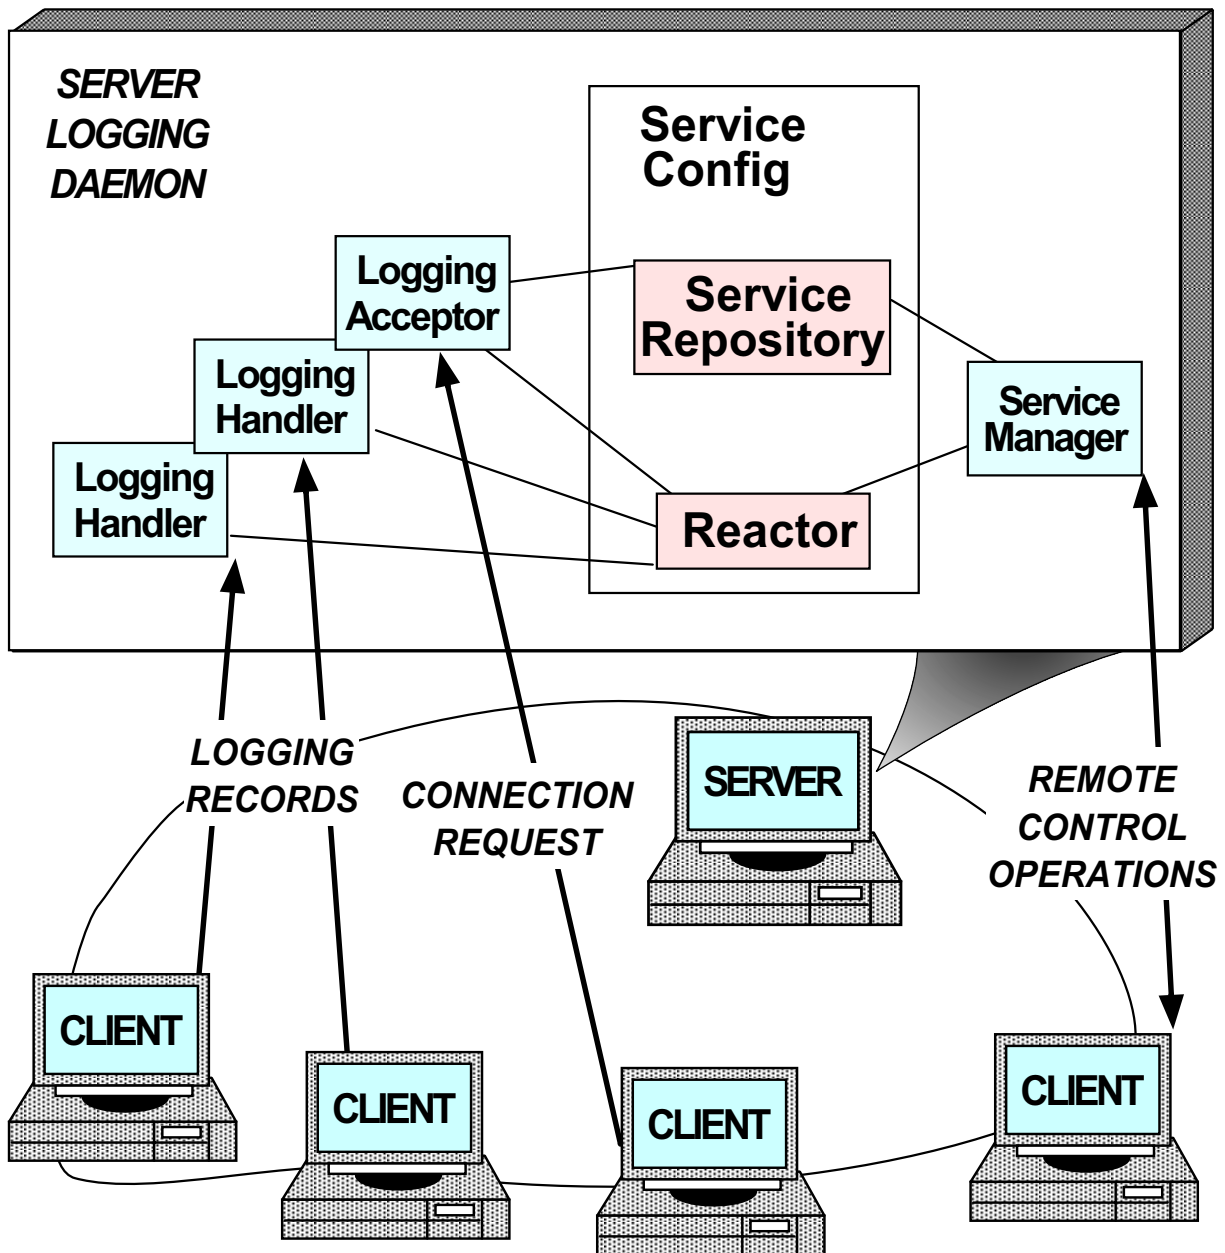 SERVER
LOGGING
DAEMON
Service
Config
Logging
Acceptor
Service
Repository
Logging
Handler
Service
Manager
Logging
Handler
Reactor
LOGGING
RECORDS
CONNECTION
REQUEST
SERVER
REMOTE
CONTROL
OPERATIONS
CLIENT
CLIENT
CLIENT
CLIENT